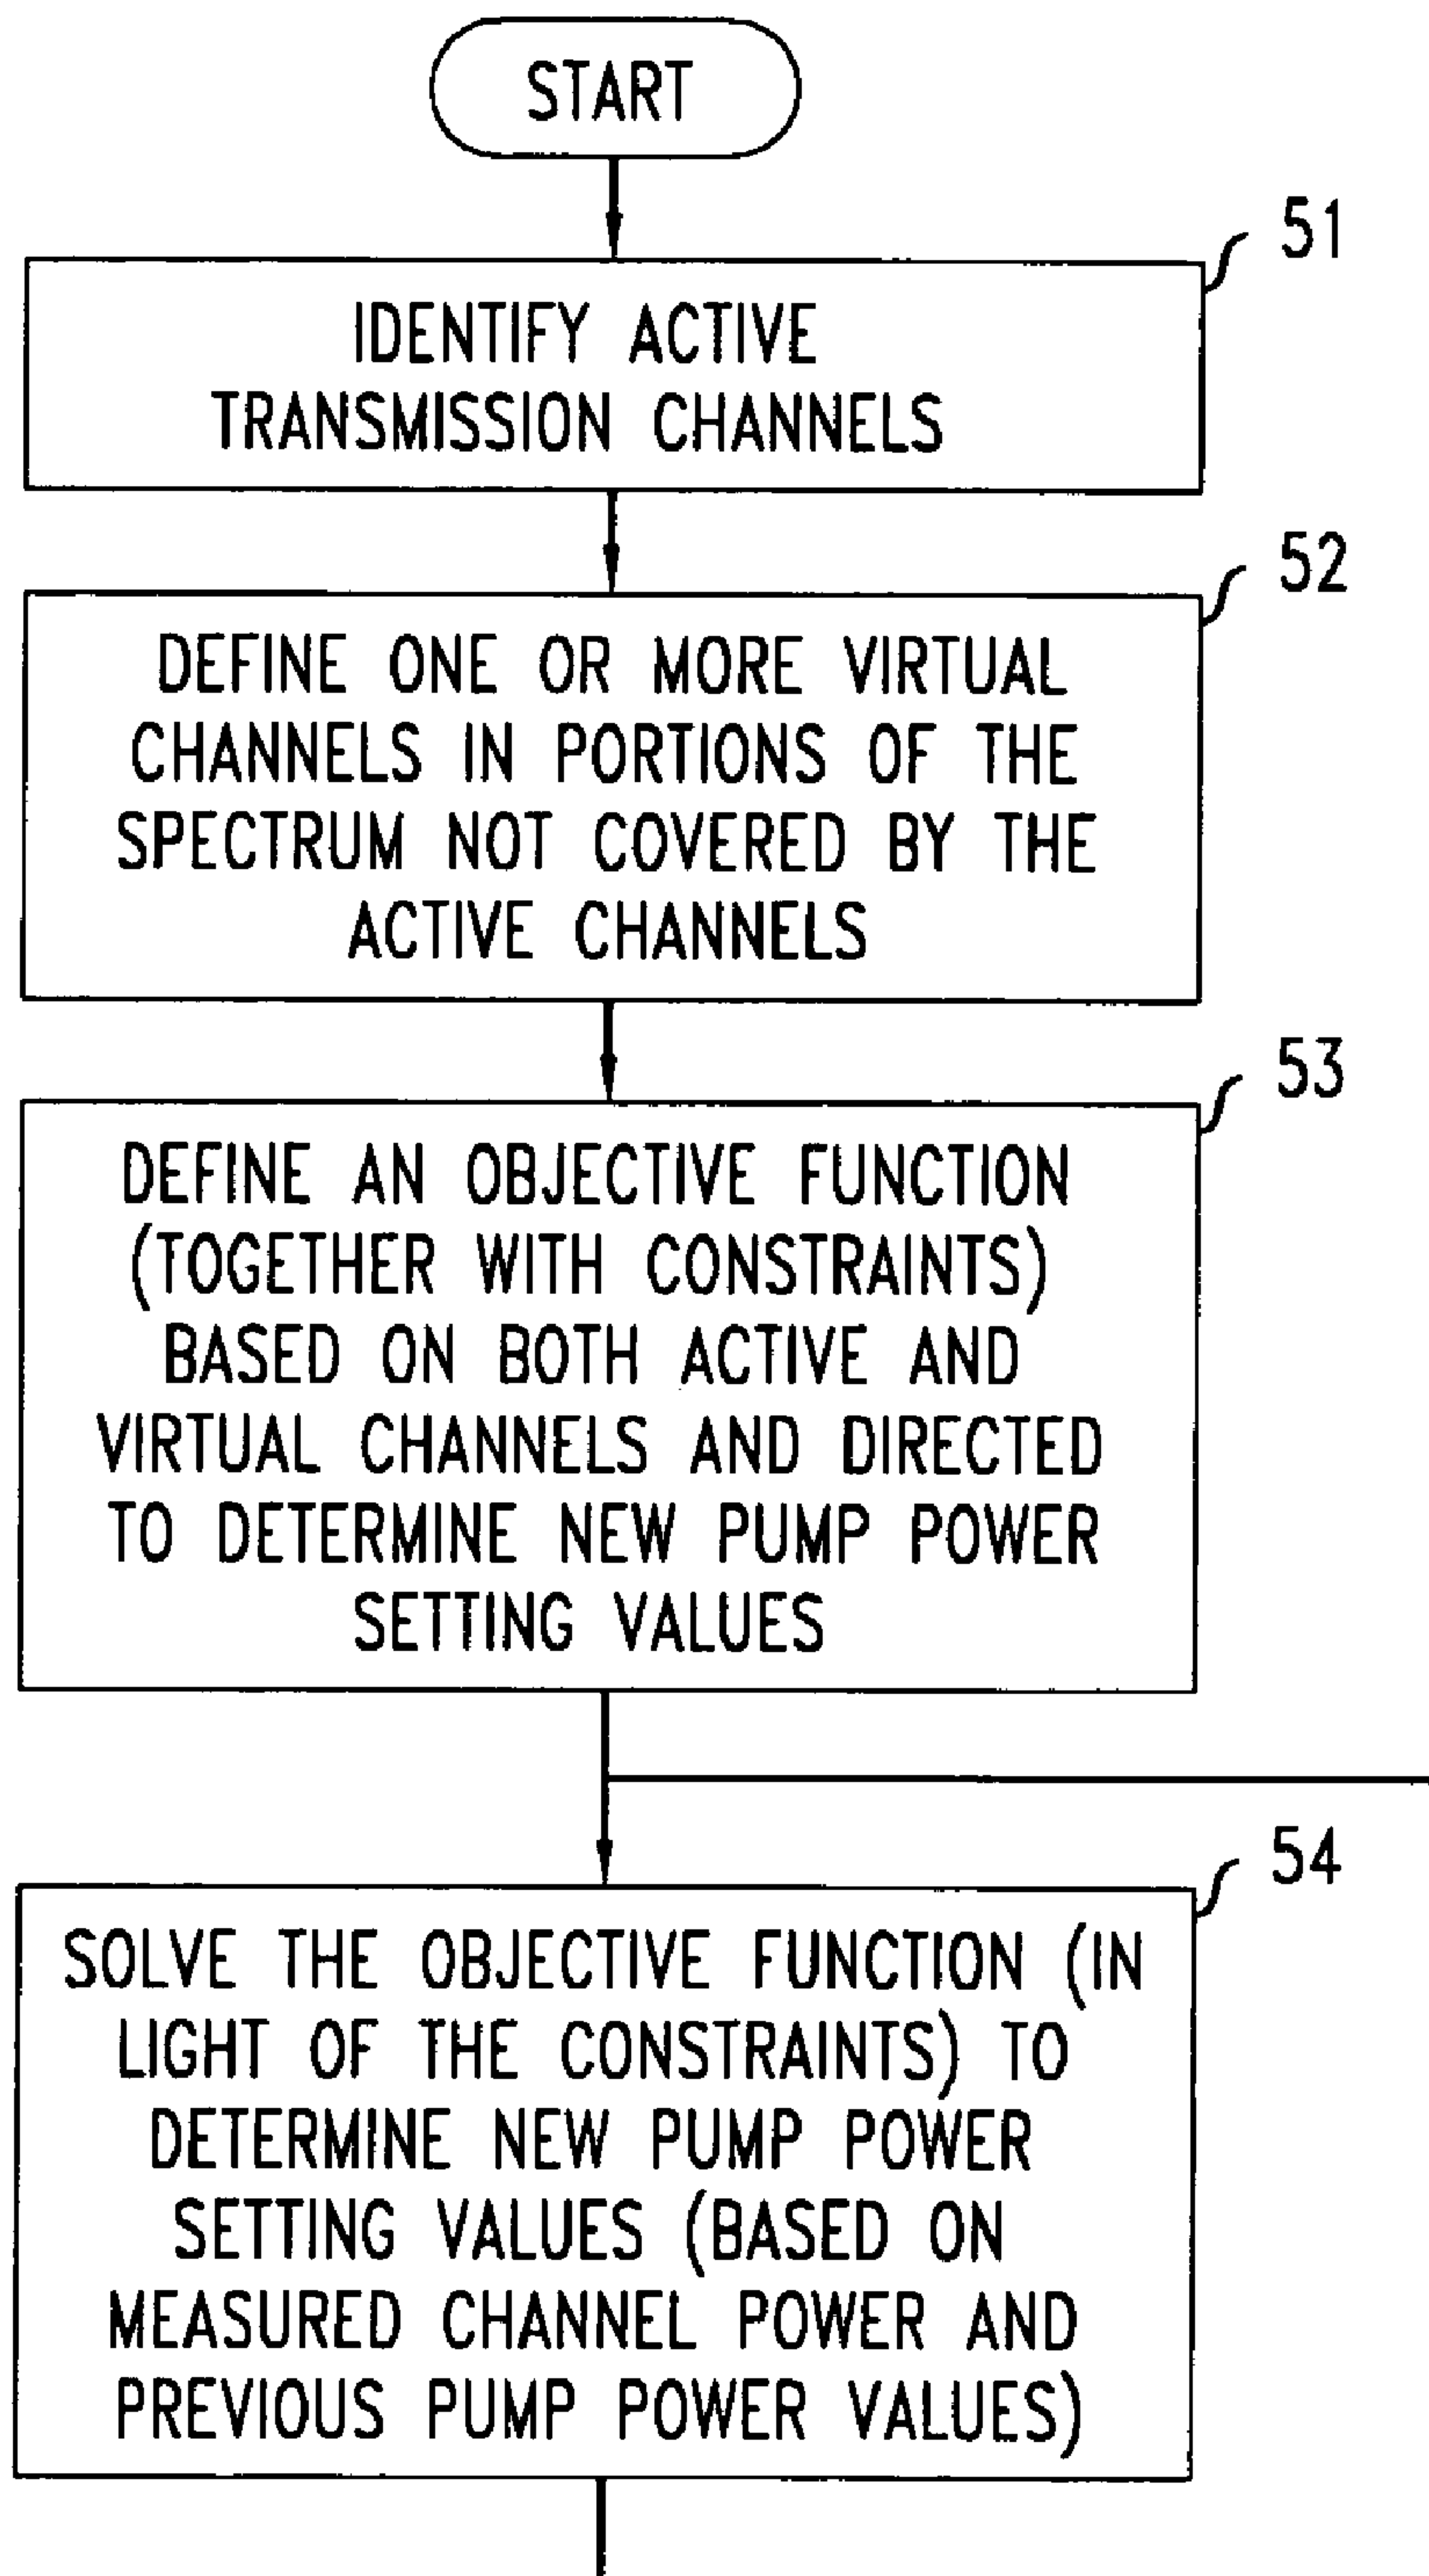 START
51
IDENTIFY ACTIVE
TRANSMISSION CHANNELS
52
DEFINE ONE OR MORE VIRTUAL
CHANNELS IN PORTIONS OF THE
SPECTRUM NOT COVERED BY THE
ACTIVE CHANNELS
53
DEFINE AN OBJECTIVE FUNCTION
(TOGETHER WITH CONSTRAINTS)
BASED ON BOTH ACTIVE AND
VIRTUAL CHANNELS AND DIRECTED
TO DETERMINE NEW PUMP POWER
SETTING VALUES
54
SOLVE THE OBJECTIVE FUNCTION (IN
LIGHT OF THE CONSTRAINTS) TO
DETERMINE NEW PUMP POWER
SETTING VALUES (BASED ON
MEASURED CHANNEL POWER AND
PREVIOUS PUMP POWER VALUES)